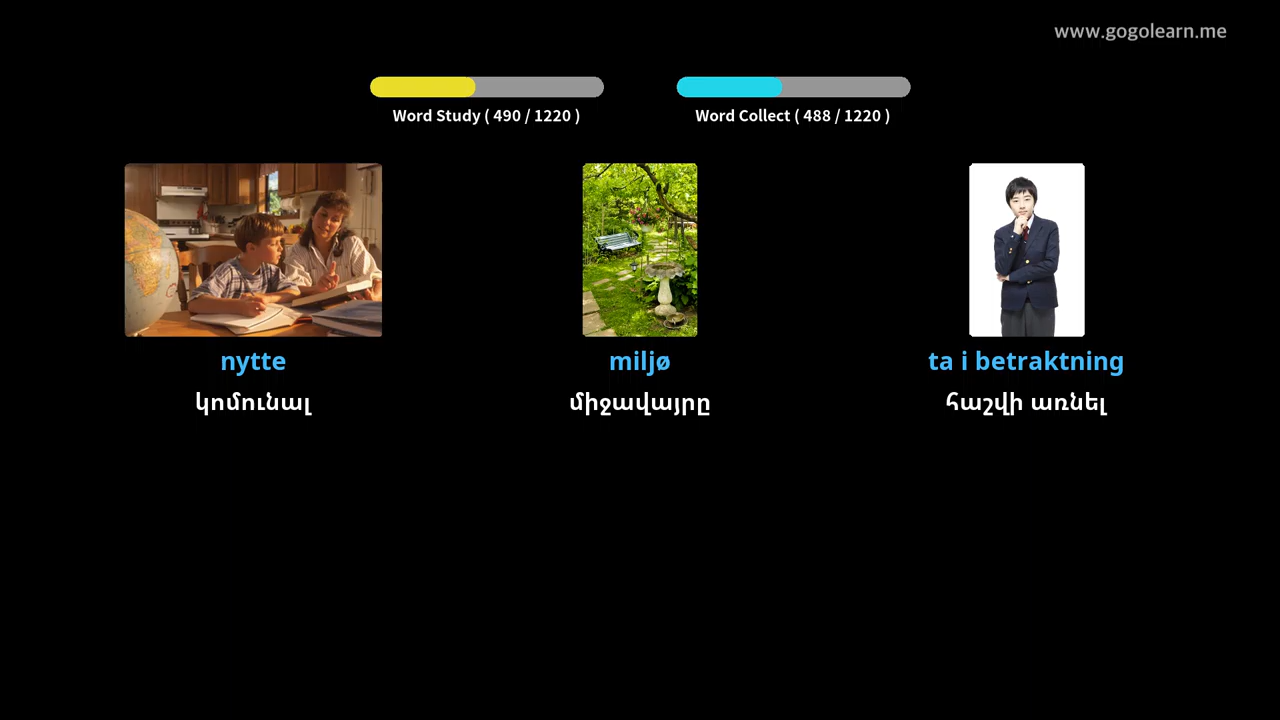 www.gogolearn.me
Word Study ( 490 / 1220 )
Word Collect ( 488 / 1220 )
nytte
miljø
ta i betraktning
կոմունալ
միջավայրը
հաշվի առնել